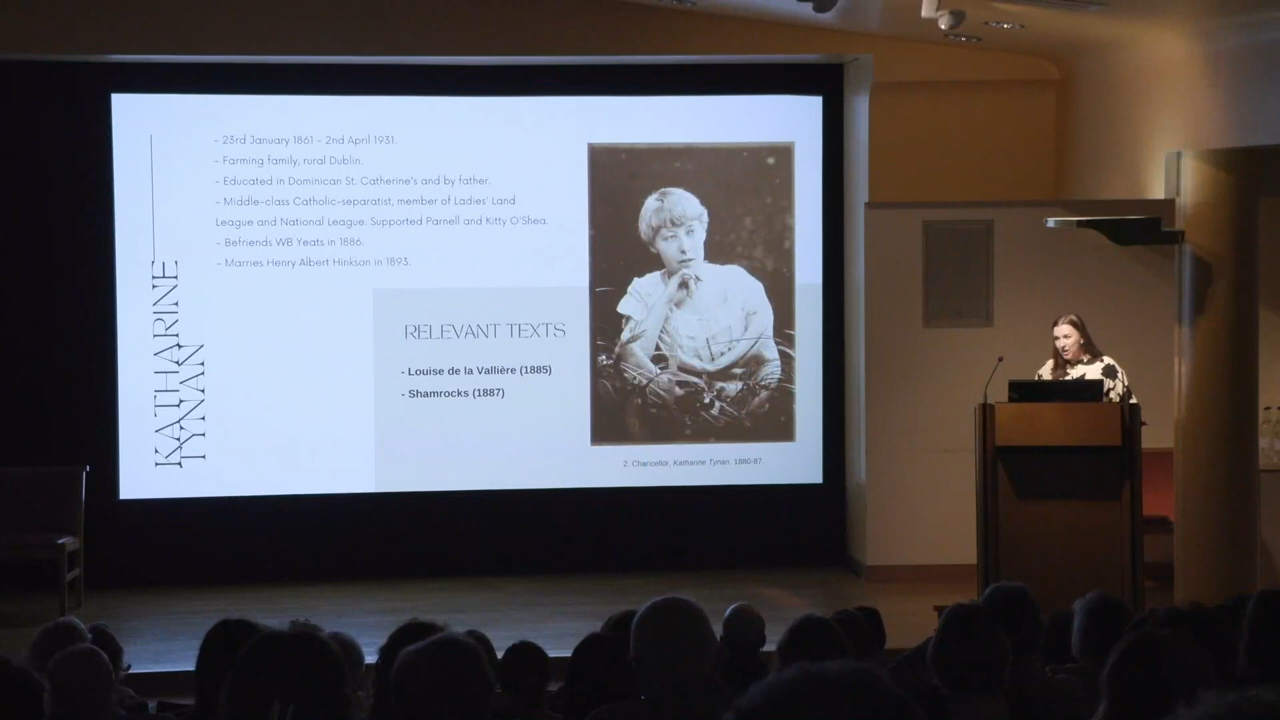 KATHARINE
TYNAN
- 23rd January 1861 - 2nd April 1931.
- Farming family, rural Dublin.
- Educated in Dominican St. Catherine's and by father.
- Middle-class Catholic-separatist, member of Ladies' Land
League and National League. Supported Parnell and Kitty O'Shea.
- Befriends WB Yeats in 1886.
- Marries Henry Albert Hinkson in 1893.
RELEVANT TEXTS
- Louise de la Vallière (1885)
- Shamrocks (1887)
2. Chancellor, Katharine Tynan. 1880-87.